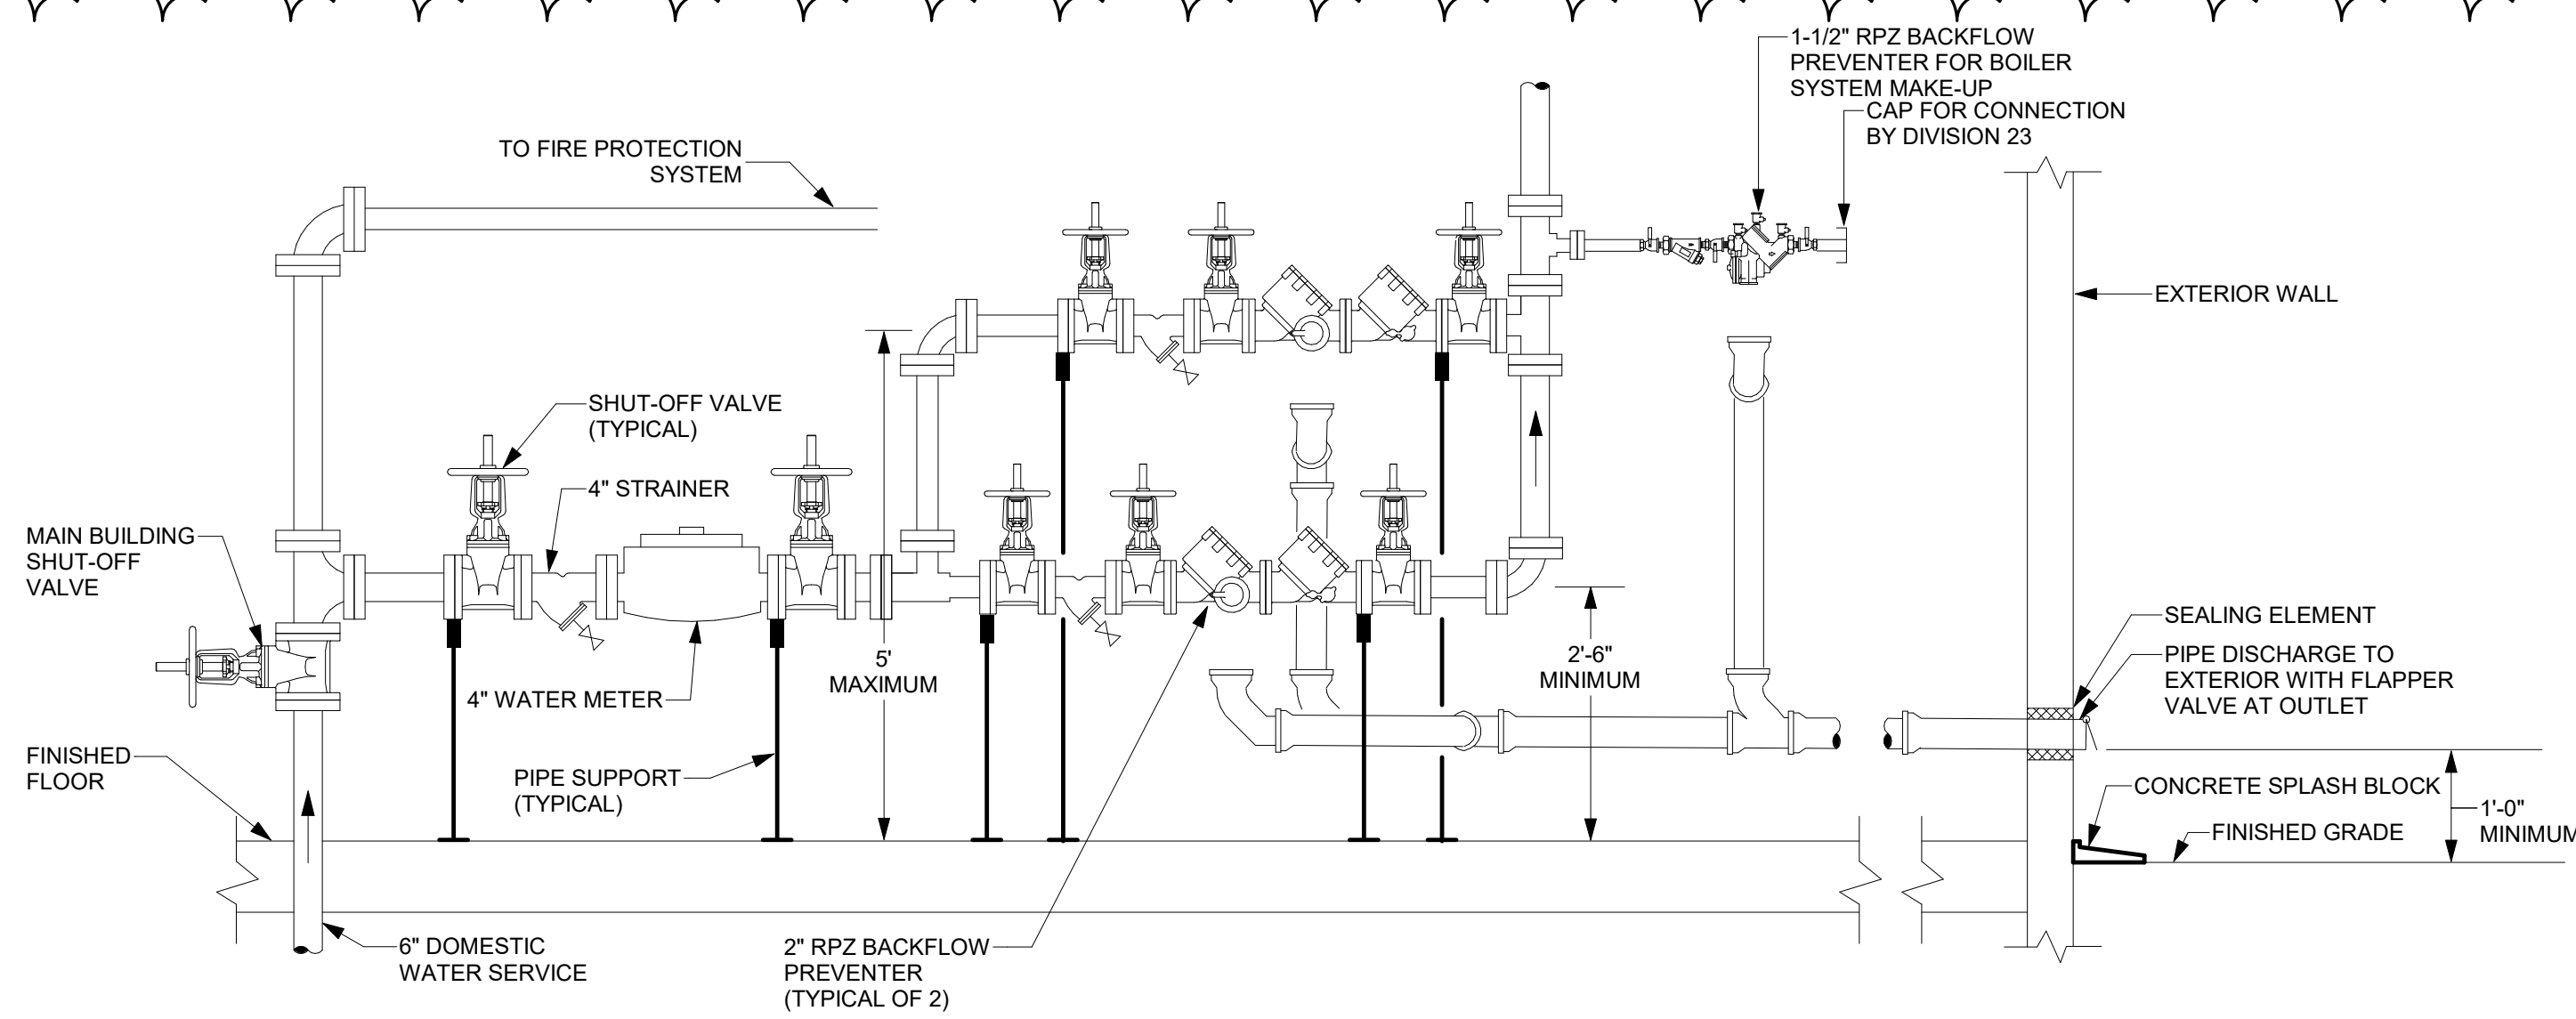 1-1/2" RPZ BACKFLOW
PREVENTER FOR BOILER
SYSTEM MAKE-UP
CAP FOR CONNECTION
BY DIVISION 23
TO FIRE PROTECTION
SYSTEM
EXTERIOR WALL
SHUT-OFF VALVE
(TYPICAL)
4" STRAINER
MAIN BUILDING
SHUT-OFF
VALVE
5'
MAXIMUM
2'-6"
MINIMUM
SEALING ELEMENT
PIPE DISCHARGE TO
EXTERIOR WITH FLAPPER
VALVE AT OUTLET
4" WATER METER
FINISHED
FLOOR
PIPE SUPPORT
(TYPICAL)
CONCRETE SPLASH BLOCK
1'-0"
MINIMUM
FINISHED GRADE
6" DOMESTIC
WATER SERVICE
2" RPZ BACKFLOW
PREVENTER
(TYPICAL OF 2)